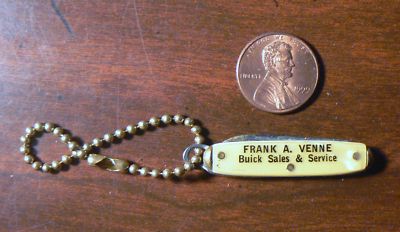 LIBERTY
FRANK A. VENNE
Buick Sales & Service